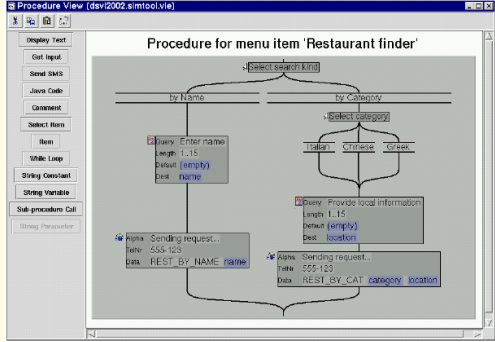 Procedure View (dsvl2002.simtool.vle)
Display Text
Get Input
Send SMS
Java Code
Comment
Select Item
Item
While Loop
String Constant
String Variable
Sub-procedure Call
String Parameter
Procedure for menu item 'Restaurant finder'
Select search kind
by Name
by Category
Select category
Italian Chinese Greek
Query Enter name
Length 1..15
Default (empty)
Dest name
Query Provide local information
Length 1..15
Default (empty)
Dest location
Alpha Sending request...
TelNr 555-123
Data REST_BY_NAME name
Alpha Sending request...
TelNr 555-123
Data REST_BY_CAT category location